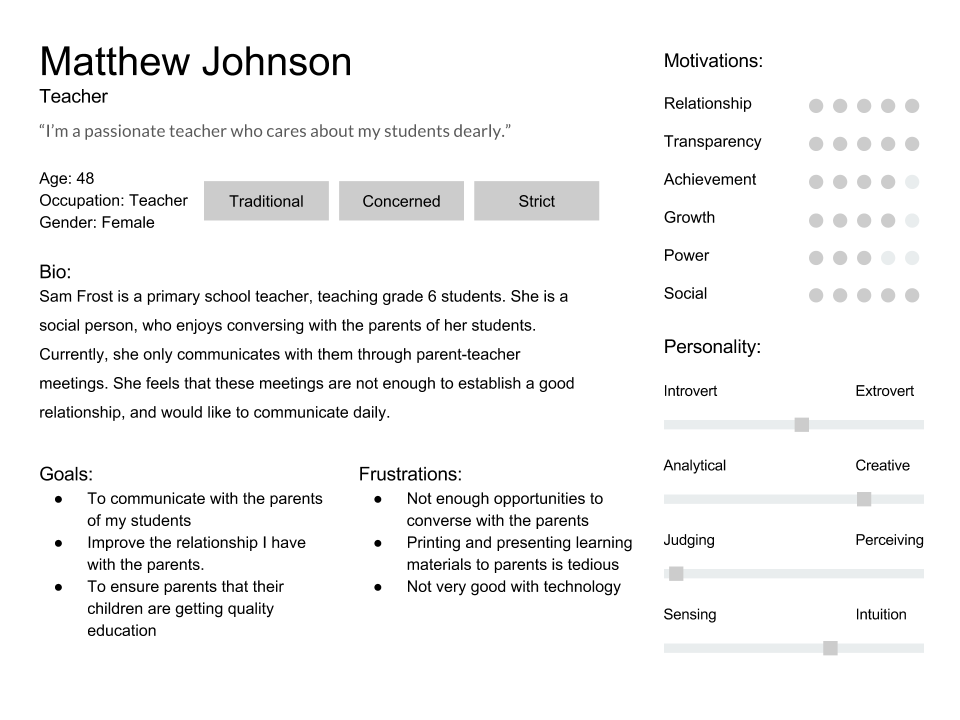 Matthew Johnson
Teacher
“I’m a passionate teacher who cares about my students dearly.”
Age: 48
Occupation: Teacher
Gender: Female
Traditional
Concerned
Strict
Bio:
Sam Frost is a primary school teacher, teaching grade 6 students. She is a
social person, who enjoys conversing with the parents of her students.
Currently, she only communicates with them through parent-teacher
meetings. She feels that these meetings are not enough to establish a good
relationship, and would like to communicate daily.
Goals:
● To communicate with the parents
of my students
● Improve the relationship I have
with the parents.
● To ensure parents that their
children are getting quality
education
Frustrations:
● Not enough opportunities to
converse with the parents
● Printing and presenting learning
materials to parents is tedious
● Not very good with technology
Motivations:
Relationship
Transparency
Achievement
Growth
Power
Social
Personality:
Introvert Extrovert
Analytical Creative
Judging Perceiving
Sensing Intuition